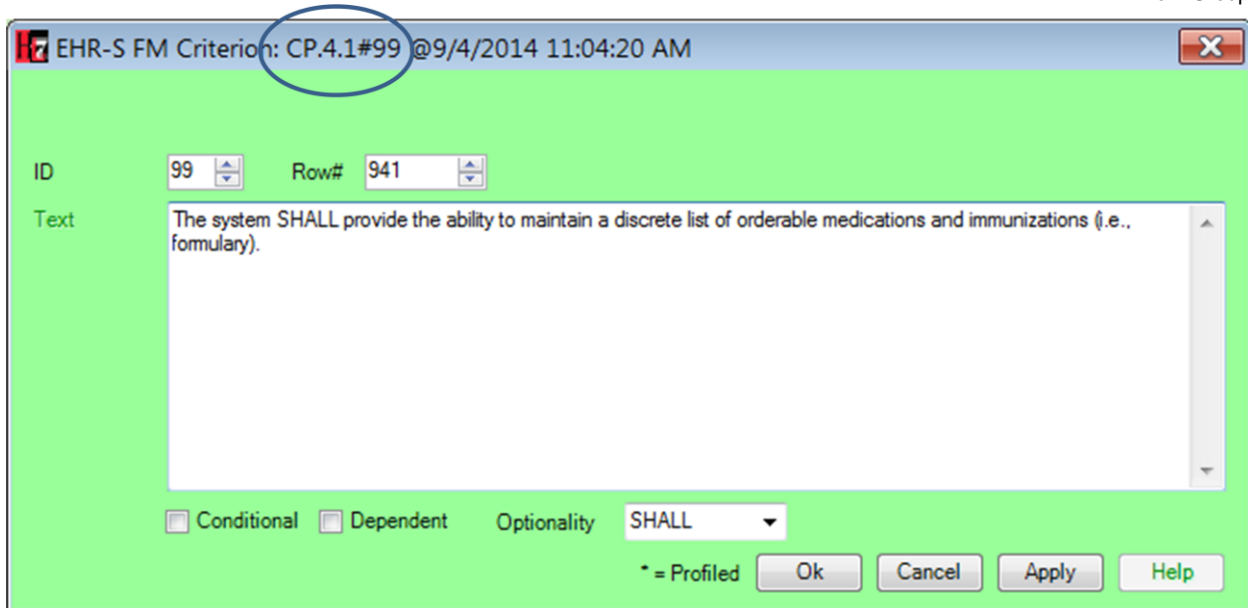 EHR-S FM Criterion: CP.4.1#99 @9/4/2014 11:04:20 AM
ID 99 Row# 941
Text The system SHALL provide the ability to maintain a discrete list of orderable medications and immunizations (i.e.,
formulary).
Conditional Dependent Optionality SHALL
* = Profiled Ok Cancel Apply Help